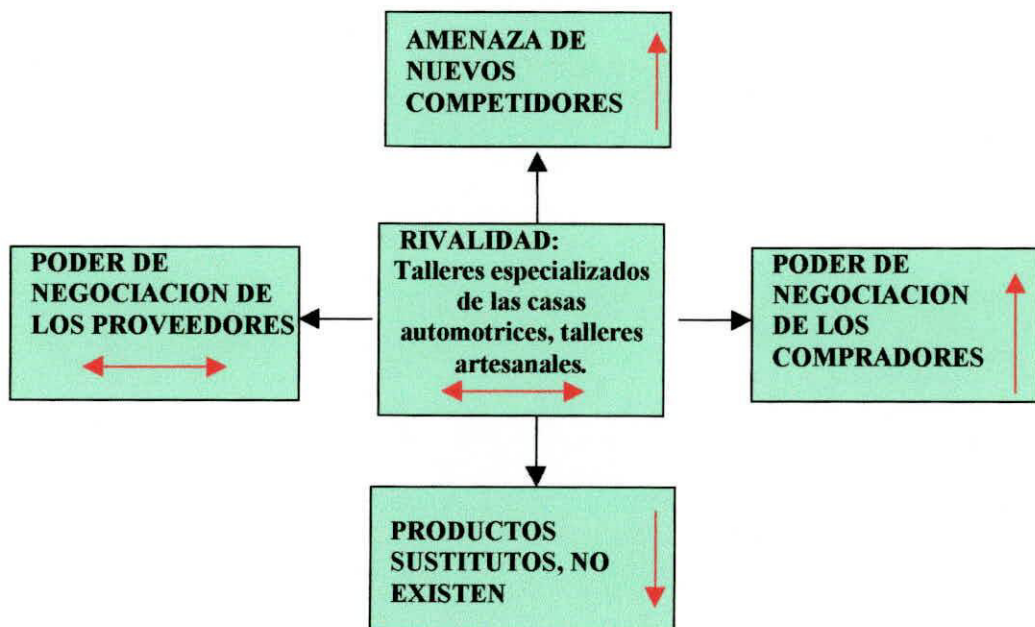 AMENAZA DE
NUEVOS
COMPETIDORES
PODER DE
NEGOCIACION DE
LOS PROVEEDORES
RIVALIDAD:
Talleres especializados
de las casas
automotrices, talleres
artesanales.
PODER DE
NEGOCIACION
DE LOS
COMPRADORES
PRODUCTOS
SUSTITUTOS, NO
EXISTEN